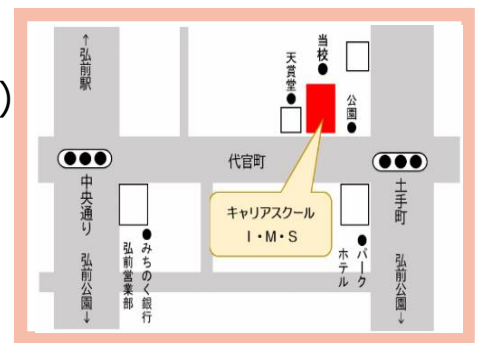 )
↑弘前駅
天賞堂
当校
公園
代官町
中央通り
土手町
キャリアスクール
I・M・S
弘前公園↓
みちのく銀行
弘前営業部
パーク
ホテル
弘前公園↓